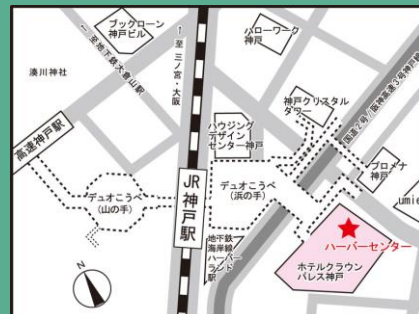 ブックローン
神戸ビル
至地下鉄大倉山駅
湊川神社
高速神戸駅
↑至 三ノ宮・大阪
ハローワーク
神戸
神戸クリスタル
タワー
国道2号/阪神高速3号神戸線
ハウジング
デザイン
センター神戸
プロメナ
神戸
umie
デュオこうべ
(山の手)
JR神戸駅
デュオこうべ
(浜の手)
地下鉄
海岸線
ハーバー
ランド
駅
ハーバーセンター
ホテルクラウン
パレス神戸
N